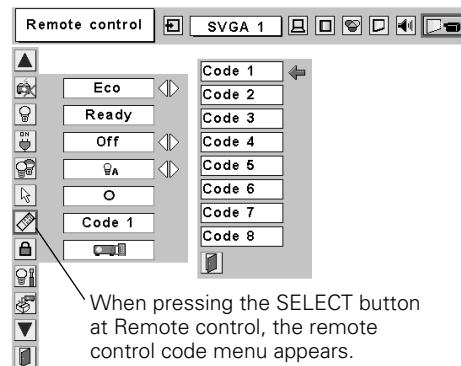 Remote control
SVGA 1
Eco
Ready
ON
Off
A
Code 1
Code 1
Code 2
Code 3
Code 4
Code 5
Code 6
Code 7
Code 8
When pressing the SELECT button
at Remote control, the remote
control code menu appears.